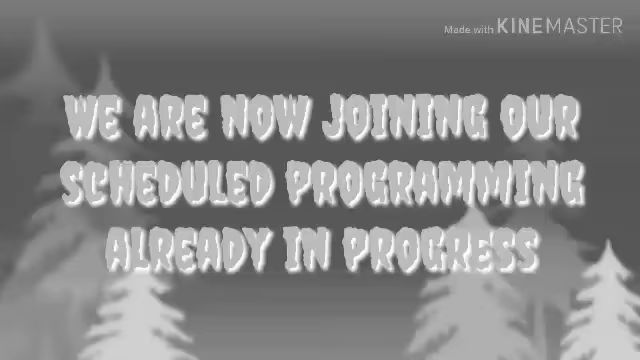 Made with KINEMASTER
WE ARE NOW JOINING OUR
SCHEDULED PROGRAMMING
ALREADY IN PROGRESS